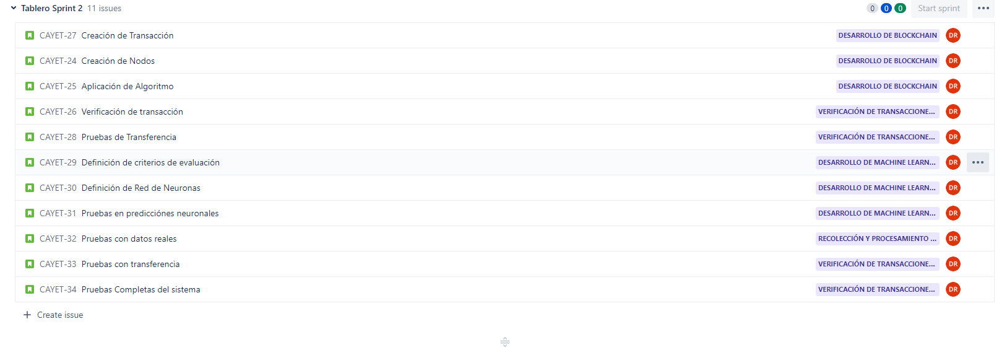 Tablero Sprint 2 11 issues 0 0 0 Start sprint
CAYET-27 Creación de Transacción DESARROLLO DE BLOCKCHAIN DR
CAYET-24 Creación de Nodos DESARROLLO DE BLOCKCHAIN DR
CAYET-25 Aplicación de Algoritmo DESARROLLO DE BLOCKCHAIN DR
CAYET-26 Verificación de transacción VERIFICACIÓN DE TRANSACCIONE... DR
CAYET-28 Pruebas de Transferencia VERIFICACIÓN DE TRANSACCIONE... DR
CAYET-29 Definición de criterios de evaluación DESARROLLO DE MACHINE LEARN... DR
CAYET-30 Definición de Red de Neuronas DESARROLLO DE MACHINE LEARN... DR
CAYET-31 Pruebas en predicciónes neuronales DESARROLLO DE MACHINE LEARN... DR
CAYET-32 Pruebas con datos reales RECOLECCIÓN Y PROCESAMIENTO ... DR
CAYET-33 Pruebas con transferencia VERIFICACIÓN DE TRANSACCIONE... DR
CAYET-34 Pruebas Completas del sistema VERIFICACIÓN DE TRANSACCIONE... DR
Create issue